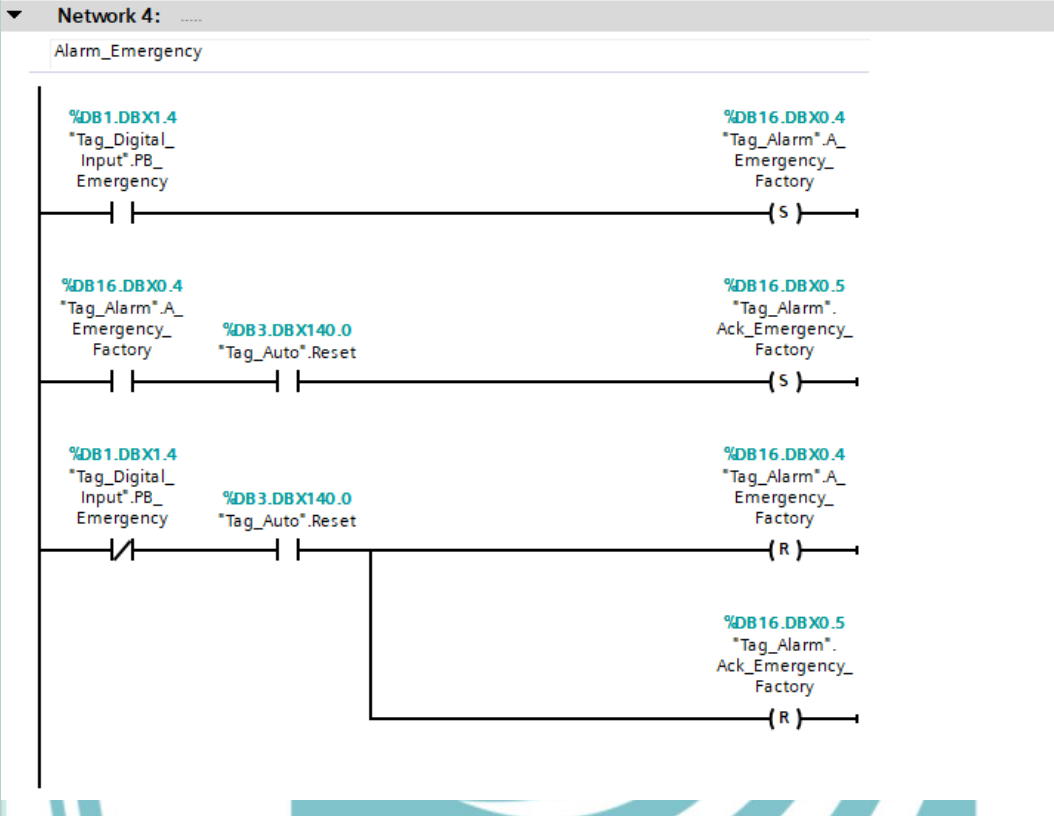 Network 4: .....
Alarm_Emergency
%DB1.DBX1.4
"Tag_Digital_
Input".PB_
Emergency
%DB16.DBX0.4
"Tag_Alarm".A_
Emergency_
Factory
S
%DB16.DBX0.4
"Tag_Alarm".A_
Emergency_
Factory
%DB3.DBX140.0
"Tag_Auto".Reset
%DB16.DBX0.5
"Tag_Alarm".
Ack_Emergency_
Factory
S
%DB1.DBX1.4
"Tag_Digital_
Input".PB_
Emergency
%DB3.DBX140.0
"Tag_Auto".Reset
%DB16.DBX0.4
"Tag_Alarm".A_
Emergency_
Factory
R
%DB16.DBX0.5
"Tag_Alarm".
Ack_Emergency_
Factory
R